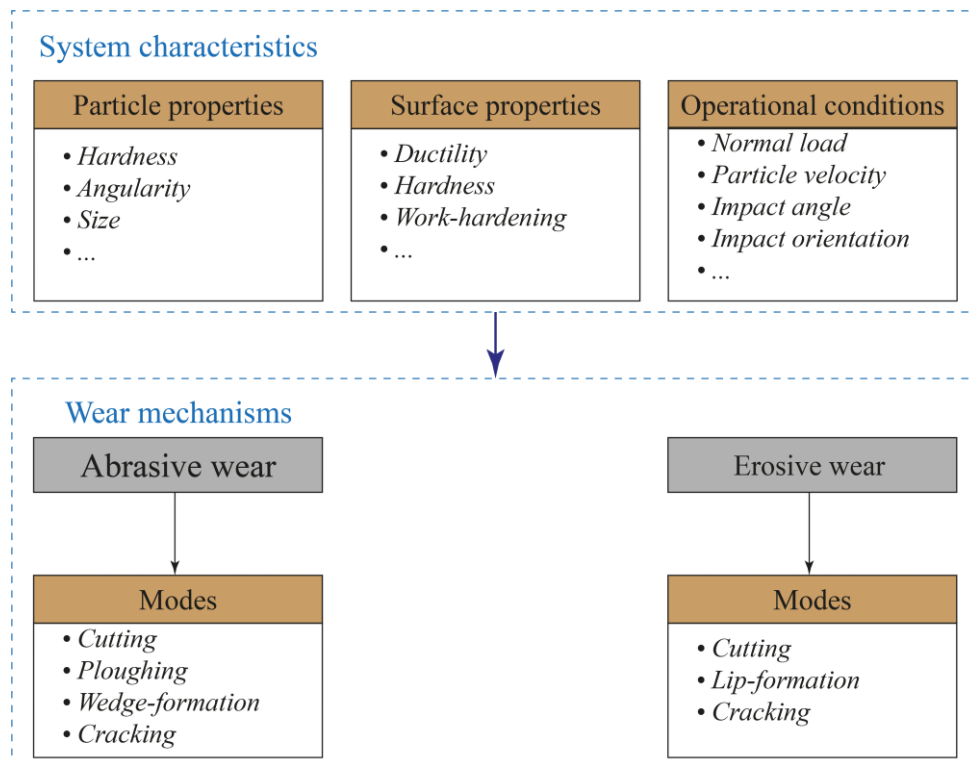 System characteristics
Particle properties
• Hardness
• Angularity
• Size
• ...
Surface properties
• Ductility
• Hardness
• Work-hardening
• ...
Operational conditions
• Normal load
• Particle velocity
• Impact angle
• Impact orientation
• ...
Wear mechanisms
Abrasive wear
Modes
• Cutting
• Ploughing
• Wedge-formation
• Cracking
Erosive wear
Modes
• Cutting
• Lip-formation
• Cracking